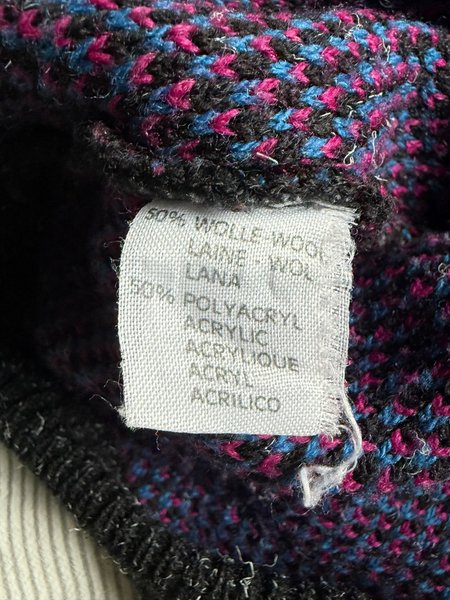 50% WOLLE-WOOL
LAINE - WOL
LANA
50% POLYACRYL
ACRYLIC
ACRYLIQUE
ACRYL
ACRILICO